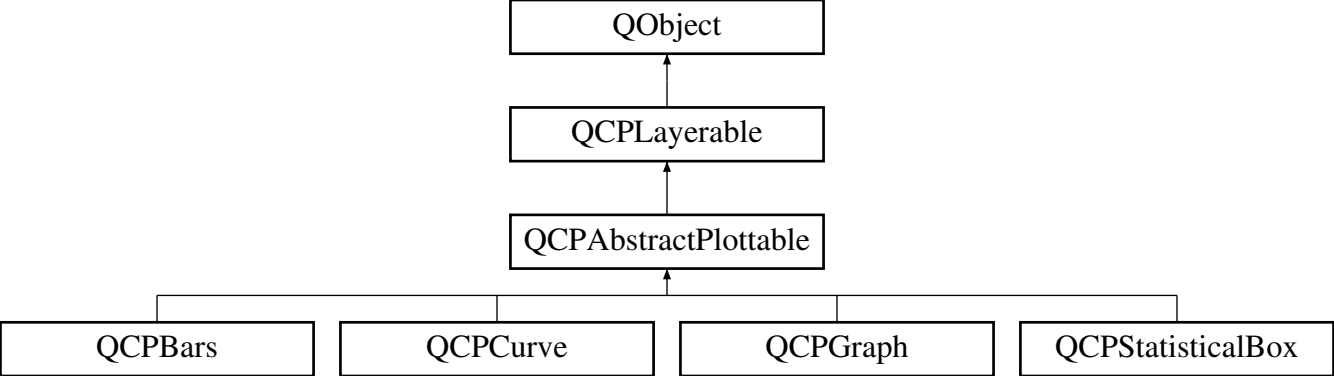 QObject
QCPLayerable
QCPAbstractPlottable
QCPBars
QCPCurve
QCPGraph
QCPStatisticalBox